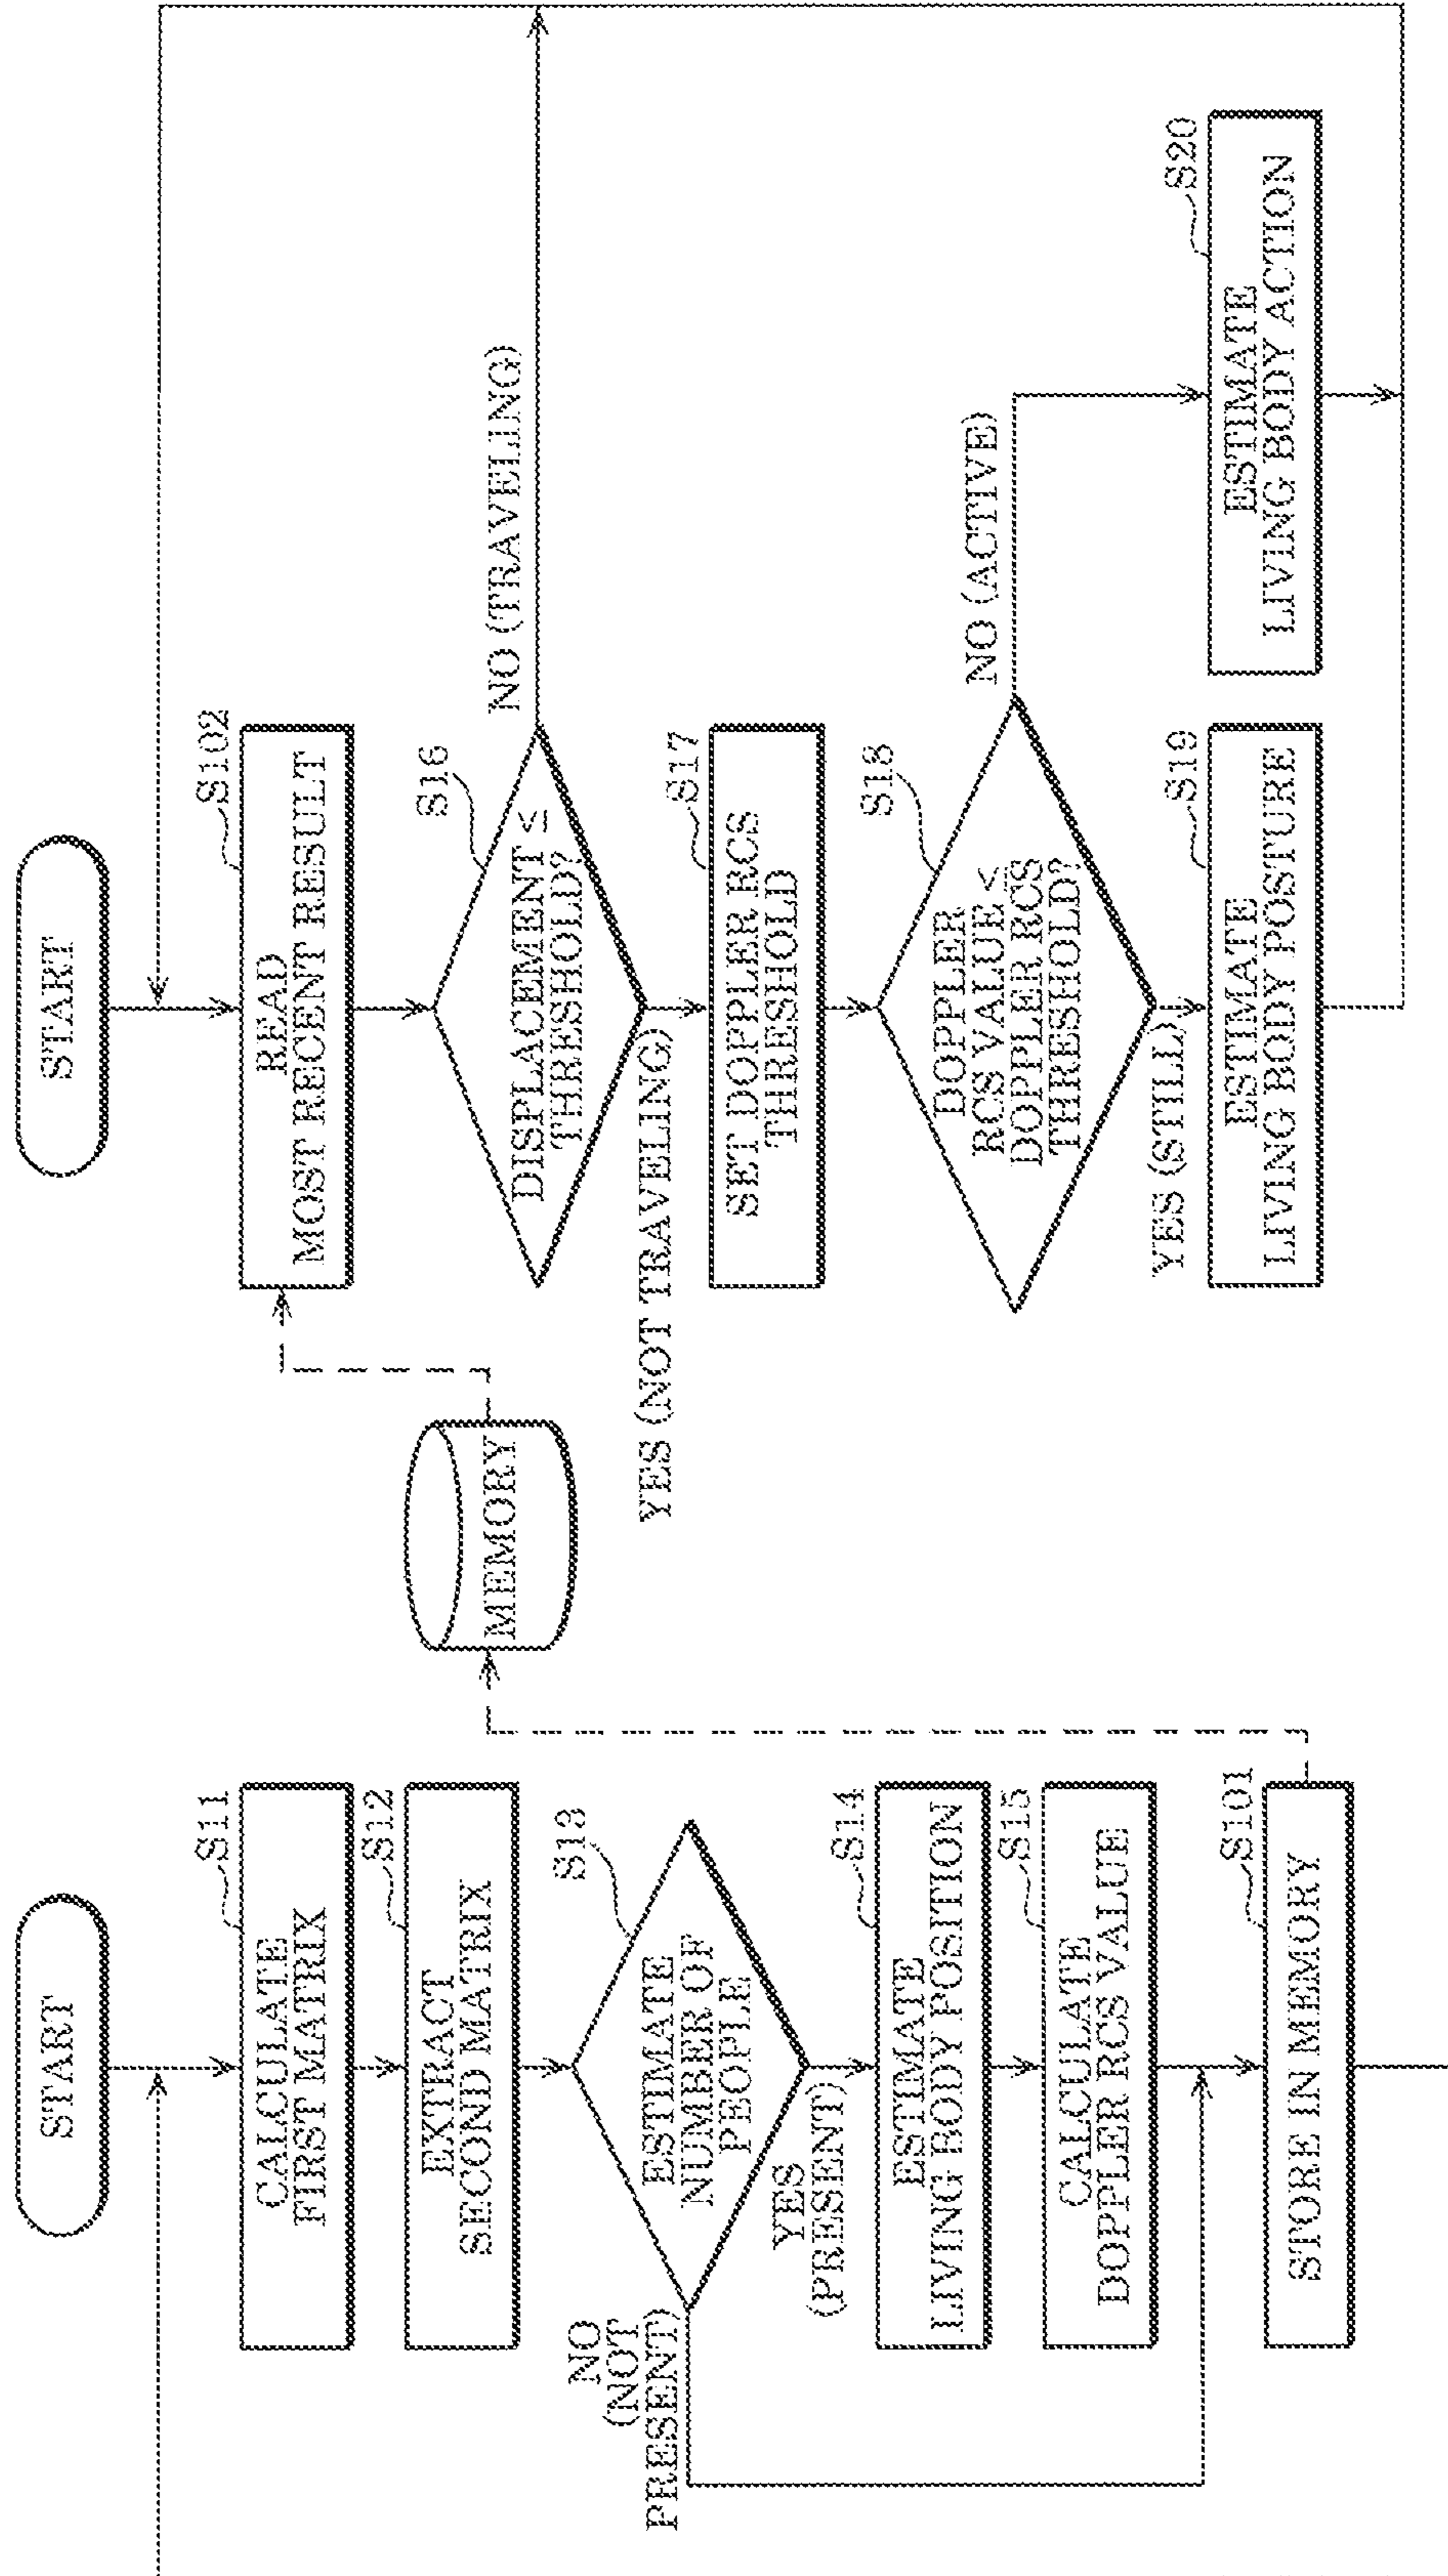 START
S11
CALCULATE
FIRST MATRIX
S12
EXTRACT
SECOND MATRIX
S13
ESTIMATE
NUMBER OF
PEOPLE
NO
(NOT
PRESENT)
YES
(PRESENT)
S14
ESTIMATE
LIVING BODY POSITION
S15
CALCULATE
DOPPLER RCS VALUE
S101
STORE IN MEMORY
MEMORY
START
S102
READ
MOST RECENT RESULT
S16
DISPLACEMENT ≤
THRESHOLD?
NO (TRAVELING)
YES (NOT TRAVELING)
S17
SET DOPPLER RCS
THRESHOLD
S18
DOPPLER
RCS VALUE ≤
DOPPLER RCS
THRESHOLD?
NO (ACTIVE)
YES (STILL)
S19
ESTIMATE
LIVING BODY POSTURE
S20
ESTIMATE
LIVING BODY ACTION